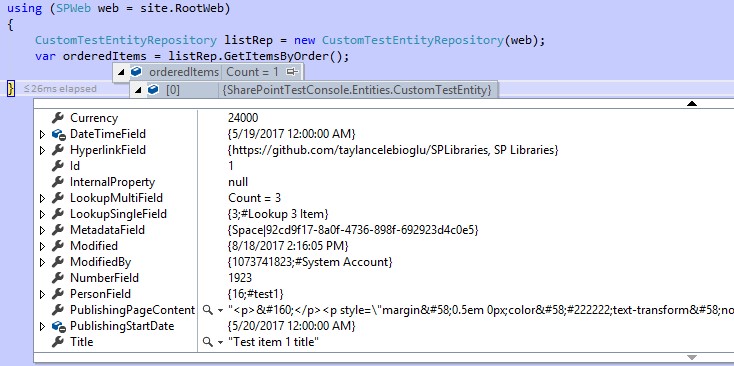 using (SPWeb web = site.RootWeb)
{
CustomTestEntityRepository listRep = new CustomTestEntityRepository(web);
var orderedItems = listRep.GetItemsByOrder();
orderedItems Count = 1
} ≤26ms elapsed [0] {SharePointTestConsole.Entities.CustomTestEntity}
Currency 24000
DateTimeField {5/19/2017 12:00:00 AM}
HyperlinkField {https://github.com/taylancelebioglu/SPLibraries, SP Libraries}
Id 1
InternalProperty null
LookupMultiField Count = 3
LookupSingleField {3;#Lookup 3 Item}
MetadataField {Space|92cd9f17-8a0f-4736-898f-692923d4c0e5}
Modified {8/18/2017 2:16:05 PM}
ModifiedBy {1073741823;#System Account}
NumberField 1923
PersonField {16;#test1}
PublishingPageContent "<p>&#160;</p><p style=\"margin&#58;0.5em 0px;color&#58;#222222;text-transform&#58;no
PublishingStartDate {5/20/2017 12:00:00 AM}
Title "Test item 1 title"